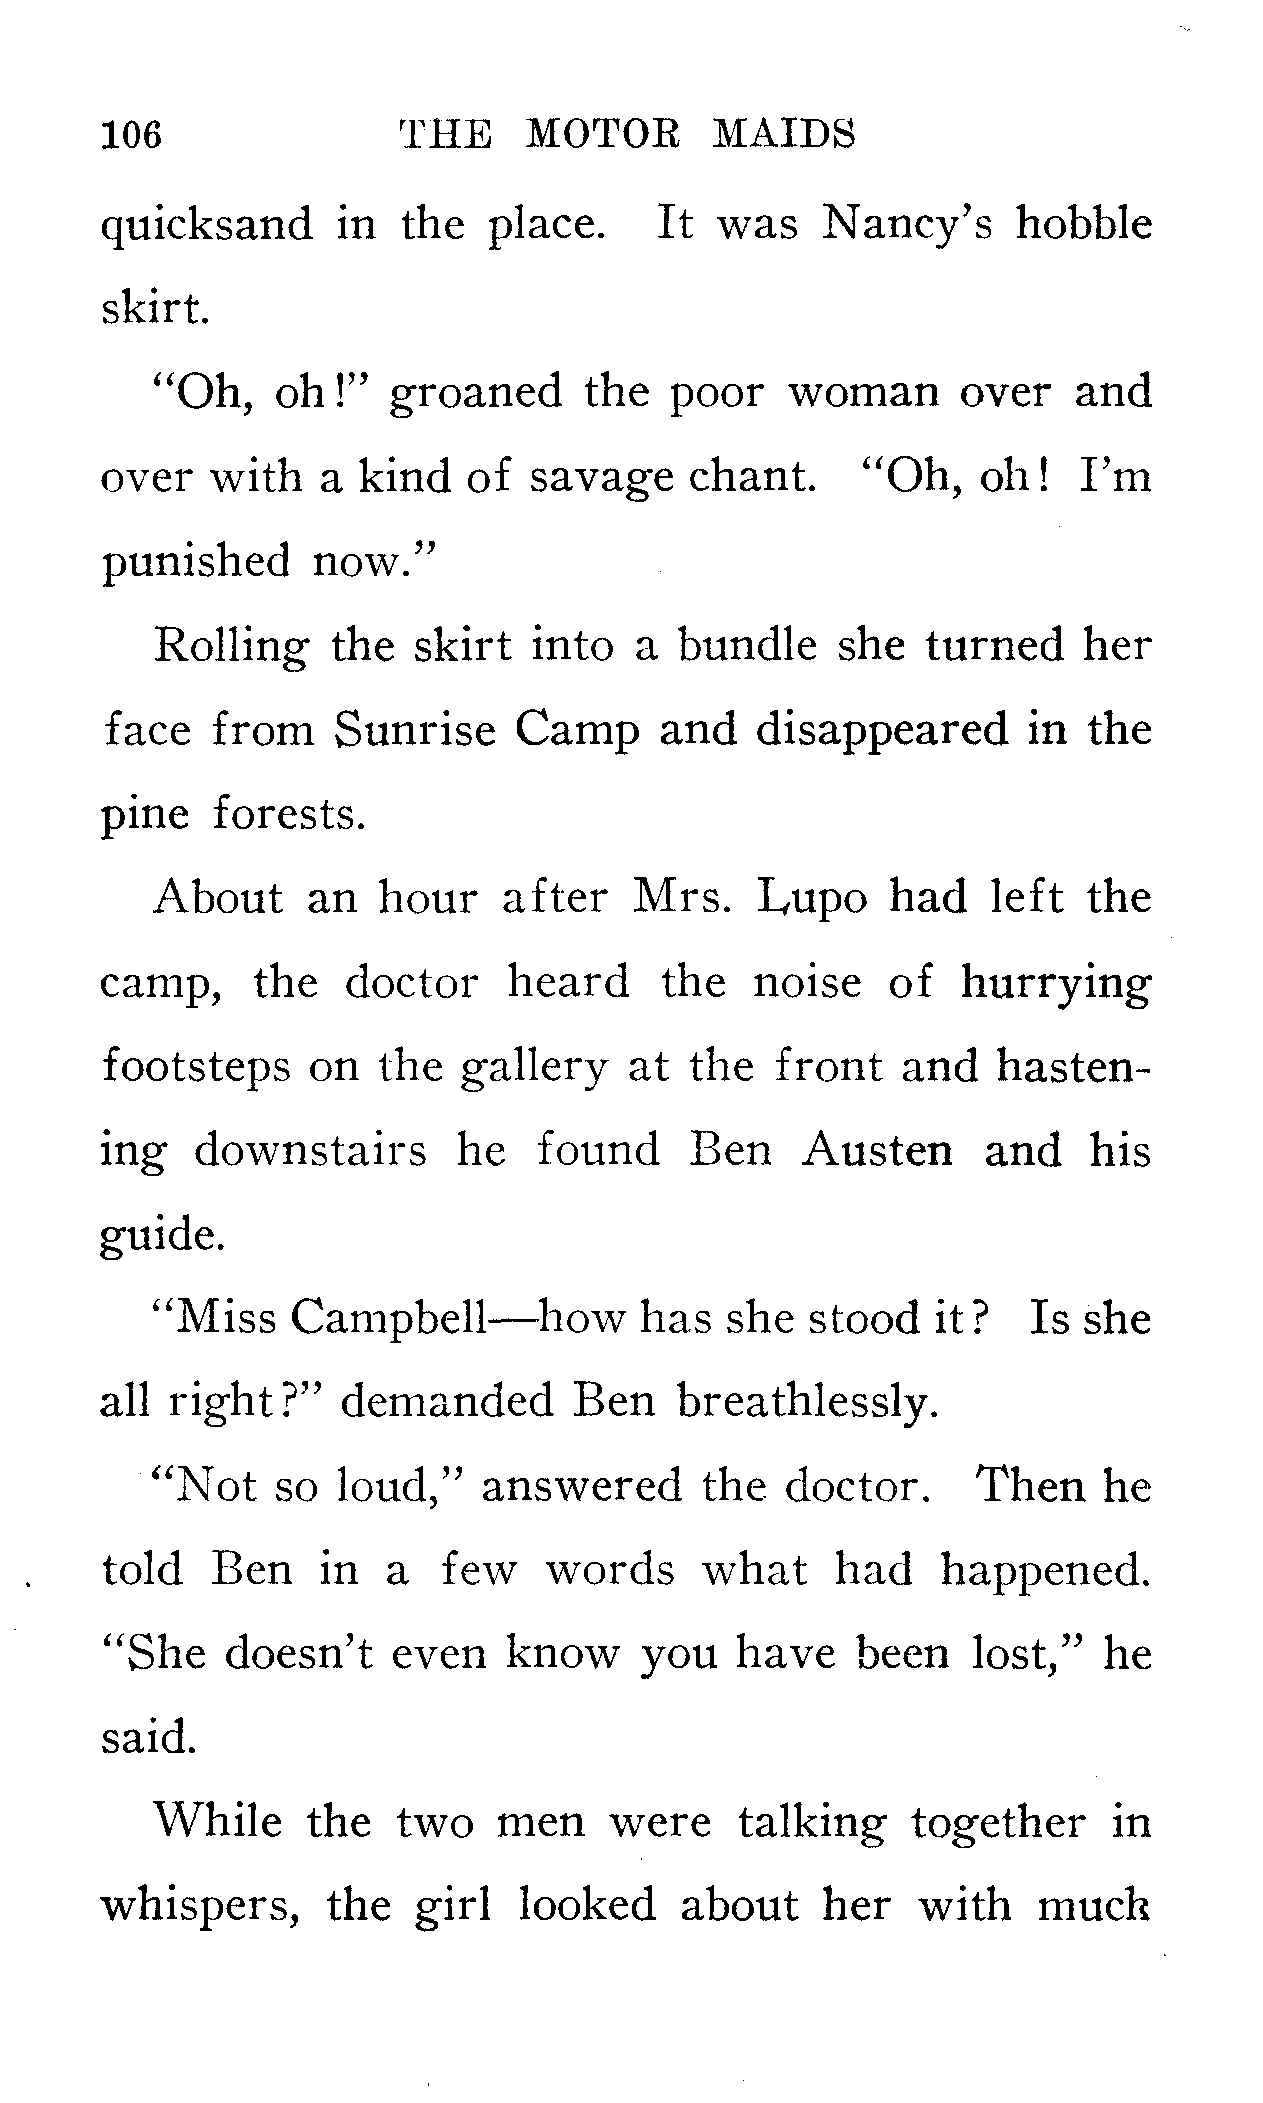 106 THE MOTOR MAIDS
quicksand in the place. It was Nancy's hobble
skirt.
"Oh, oh!" groaned the poor woman over and
over with a kind of savage chant. "Oh, oh! I'm
punished now."
Rolling the skirt into a bundle she turned her
face from Sunrise Camp and disappeared in the
pine forests.
About an hour after Mrs. Lupo had left the
camp, the doctor heard the noise of hurrying
footsteps on the gallery at the front and hasten-
ing downstairs he found Ben Austen and his
guide.
"Miss Campbell—how has she stood it? Is she
all right?" demanded Ben breathlessly.
"Not so loud," answered the doctor. Then he
told Ben in a few words what had happened.
"She doesn't even know you have been lost," he
said.
While the two men were talking together in
whispers, the girl looked about her with much